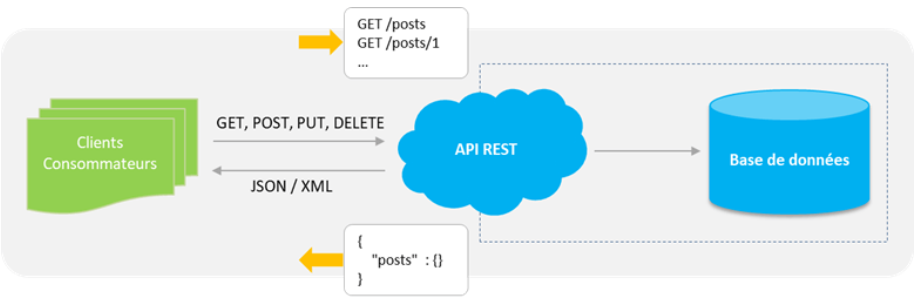 GET /posts
GET /posts/1
...
Clients
Consommateurs
GET, POST, PUT, DELETE
JSON / XML
API REST
Base de données
{
"posts" : {}
}